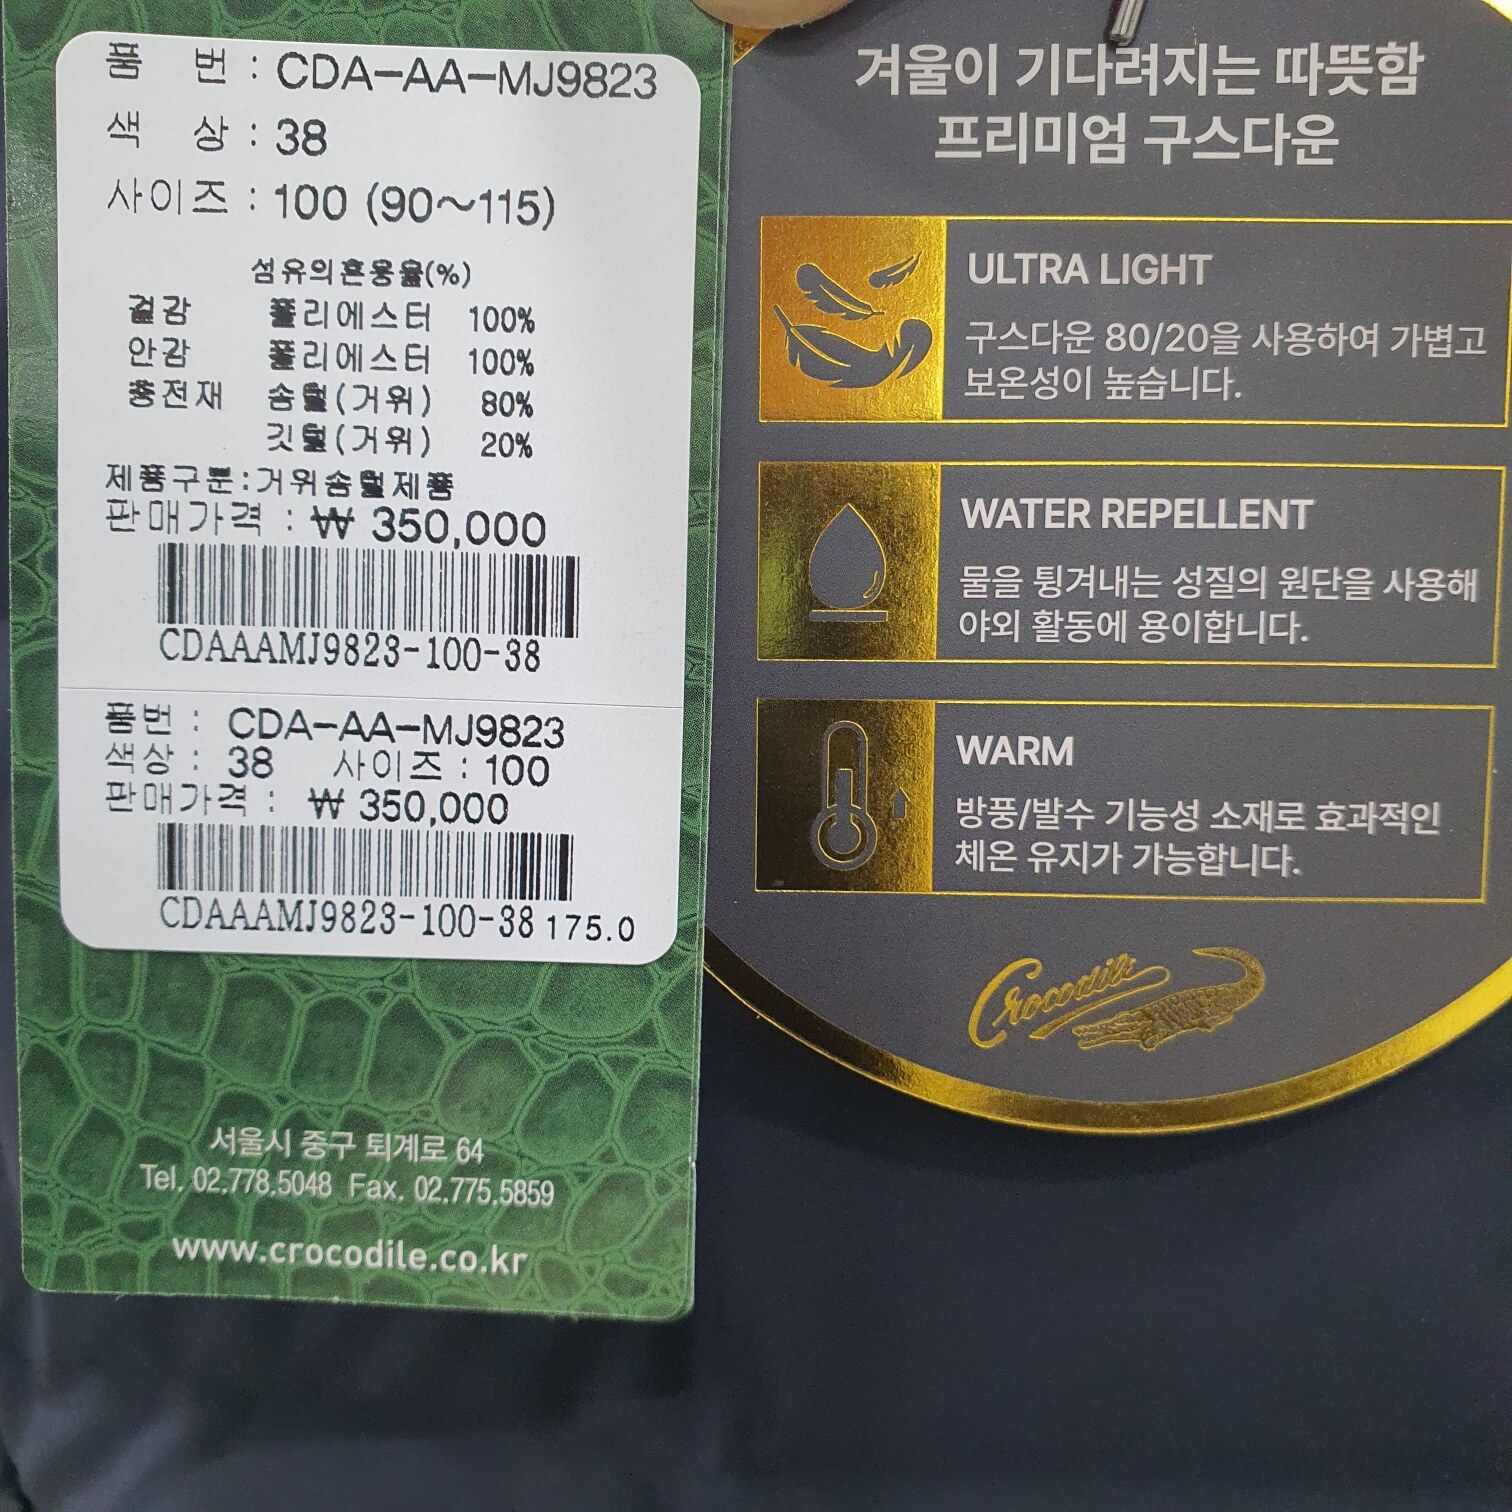 품 번 : CDA-AA-MJ9823
색 상 : 38
사이즈 : 100 (90~115)
섬유의혼용율(%)
겉감 폴리에스터 100%
안감 폴리에스터 100%
충전재 솜털(거위) 80%
깃털(거위) 20%
제품구분:거위솜털제품
판매가격 : ₩ 350,000
CDAAAMJ9823-100-38
품번 : CDA-AA-MJ9823
색상 : 38 사이즈 : 100
판매가격 : ₩ 350,000
CDAAAMJ9823-100-38 175.0
서울시 중구 퇴계로 64
Tel. 02.778.5048 Fax. 02.775.5859
www.crocodile.co.kr
겨울이 기다려지는 따뜻함
프리미엄 구스다운
ULTRA LIGHT
구스다운 80/20을 사용하여 가볍고
보온성이 높습니다.
WATER REPELLENT
물을 튕겨내는 성질의 원단을 사용해
야외 활동에 용이합니다.
WARM
방풍/발수 기능성 소재로 효과적인
체온 유지가 가능합니다.
Crocodile